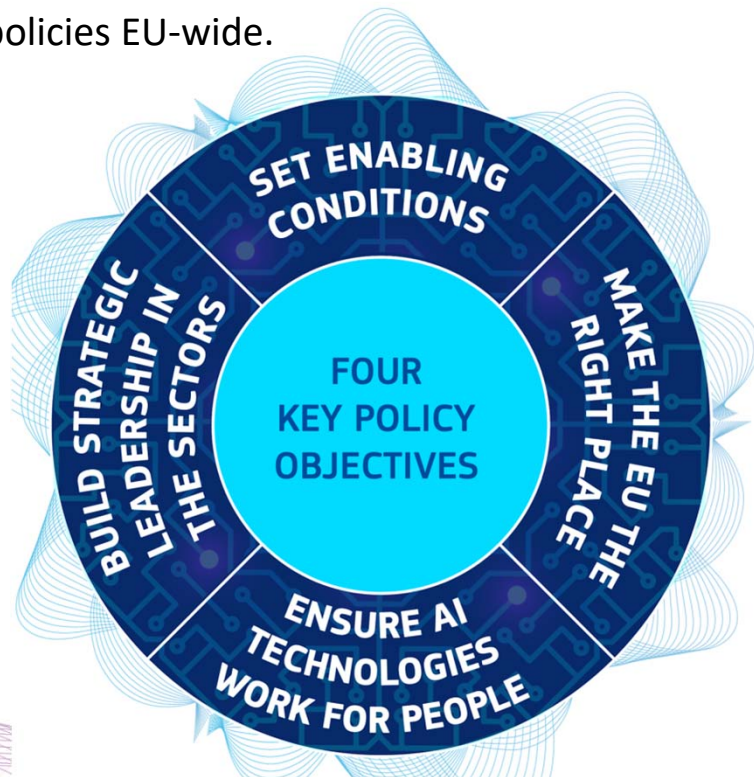 policies EU-wide.
SET ENABLING
CONDITIONS
MAKE THE EU THE
RIGHT PLACE
ENSURE AI
TECHNOLOGIES
WORK FOR PEOPLE
BUILD STRATEGIC
LEADERSHIP IN
THE SECTORS
FOUR
KEY POLICY
OBJECTIVES